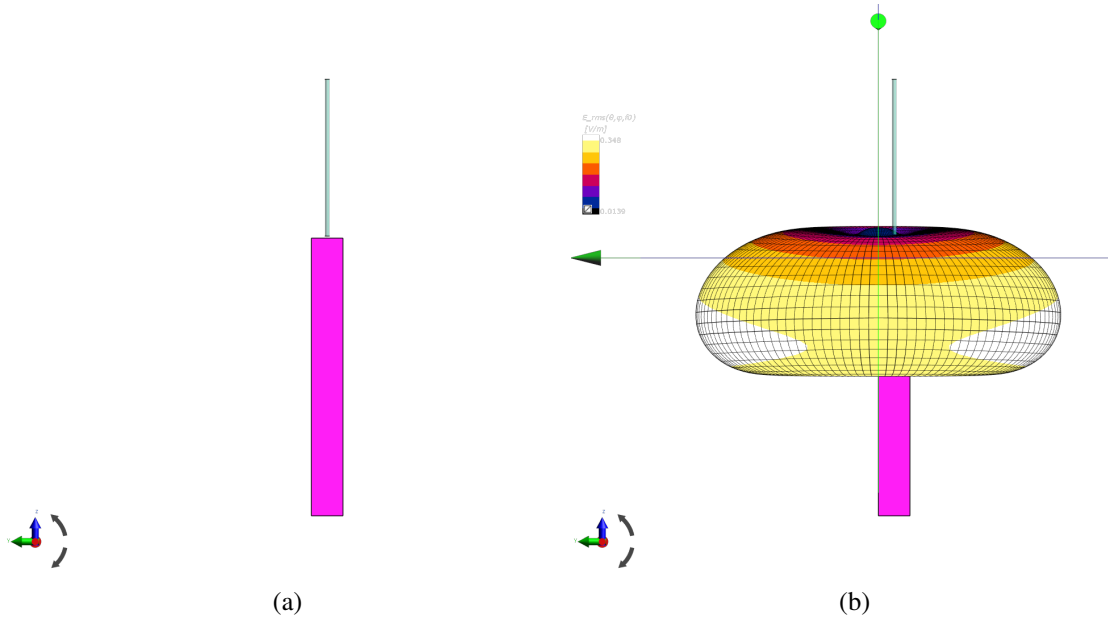 E_rms(θ,φ,f0)
[V/m]
0.348
0.0139
z
Y
z
Y
(a)
(b)